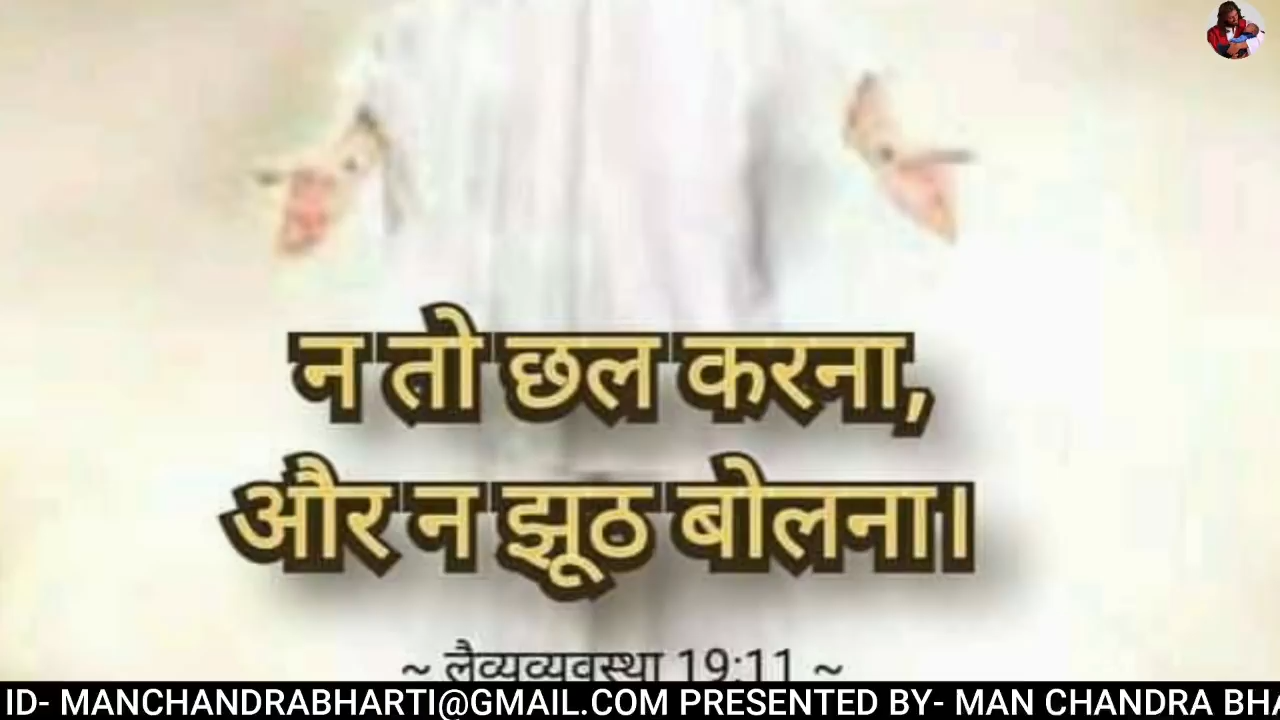 न तो छल करना,
और न झूठ बोलना।
~ लैव्यव्यवस्था 19:11 ~
ID- MANCHANDRABHARTI@GMAIL.COM PRESENTED BY- MAN CHANDRA BHA